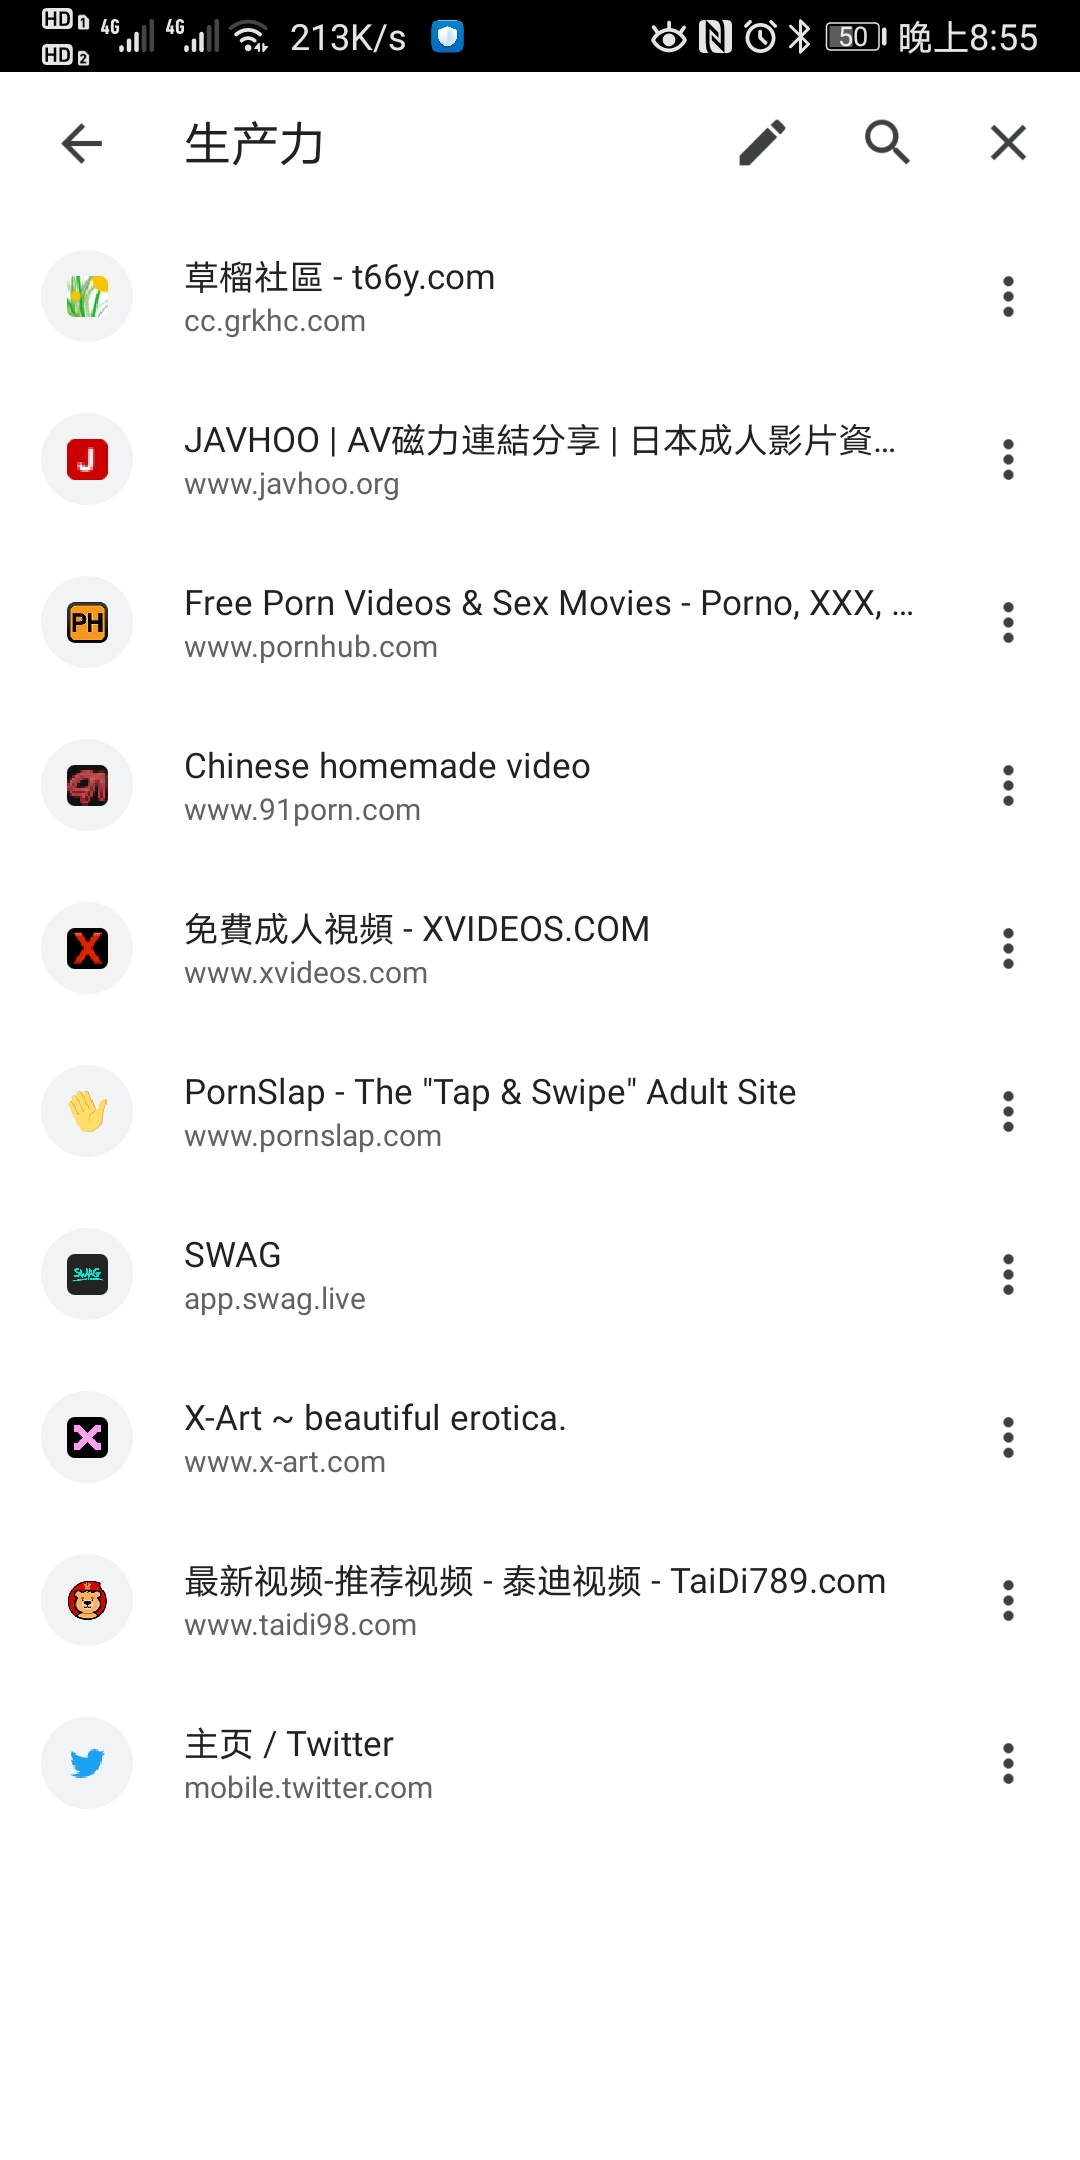 HD 1 4G 4G 213K/s 50 晚上8:55
HD 2
生产力
草榴社區 - t66y.com
cc.grkhc.com
J
JAVHOO | AV磁力連結分享 | 日本成人影片資...
www.javhoo.org
PH
Free Porn Videos & Sex Movies - Porno, XXX, ...
www.pornhub.com
91
Chinese homemade video
www.91porn.com
X
免費成人視頻 - XVIDEOS.COM
www.xvideos.com
PornSlap - The "Tap & Swipe" Adult Site
www.pornslap.com
SWAG
SWAG
app.swag.live
X
X-Art ~ beautiful erotica.
www.x-art.com
最新视频-推荐视频 - 泰迪视频 - TaiDi789.com
www.taidi98.com
主页 / Twitter
mobile.twitter.com